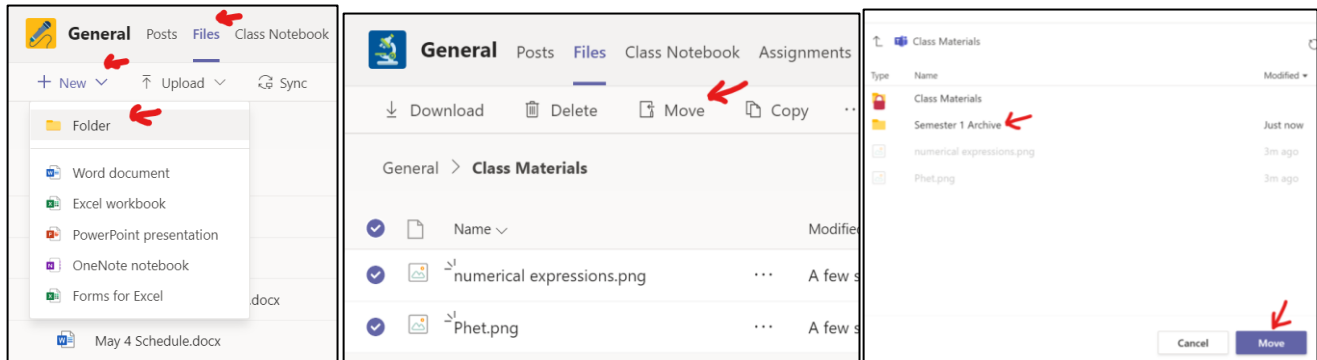 General Posts Files Class Notebook
New Upload Sync
Folder
Word document
Excel workbook
PowerPoint presentation
OneNote notebook
Forms for Excel
.docx
May 4 Schedule.docx
General Posts Files Class Notebook Assignments
Download Delete Move Copy ...
General > Class Materials
Name Modified
numerical expressions.png ... A few s
Phet.png ... A few s
Class Materials
Type Name Modified
Class Materials
Semester 1 Archive Just now
numerical expressions.png 3m ago
Phet.png 3m ago
Cancel Move